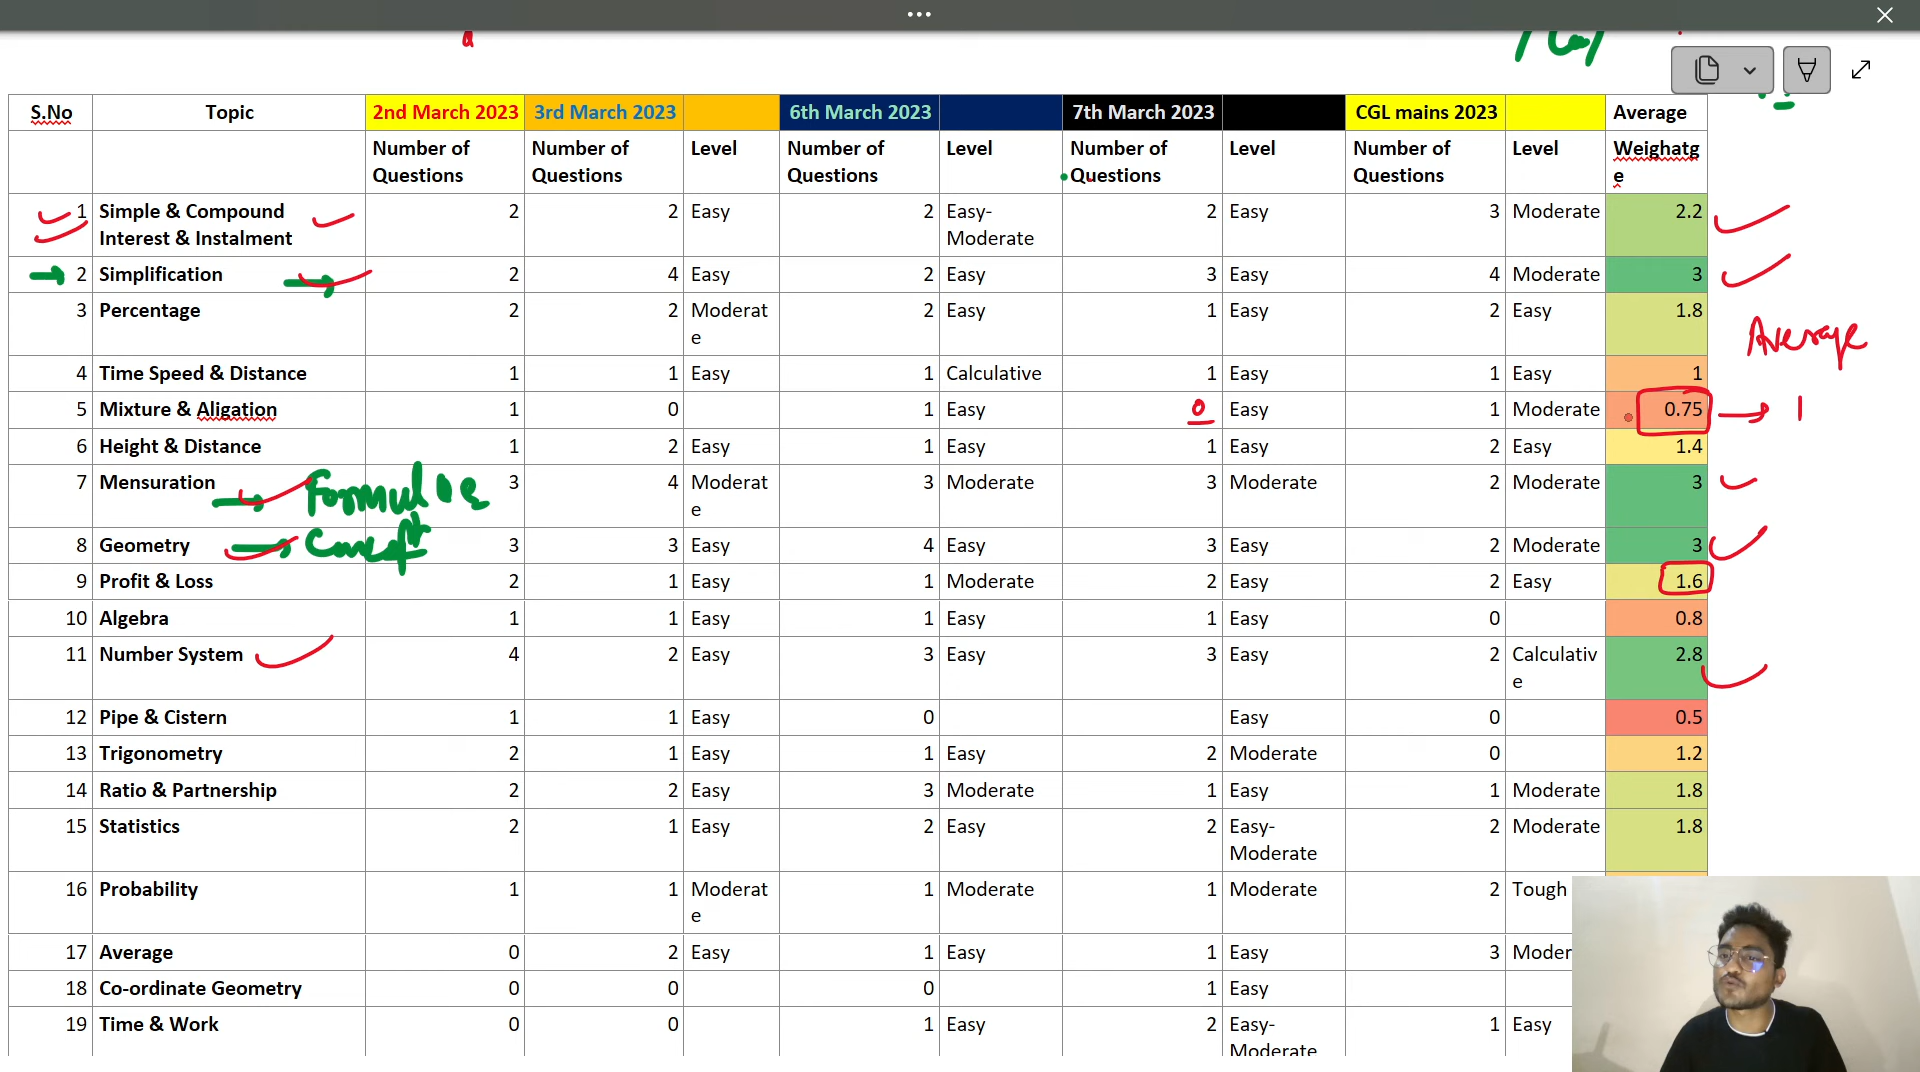 S.No Topic 2nd March 2023 3rd March 2023 6th March 2023 7th March 2023 CGL mains 2023 Average
Number of Questions Number of Questions Level Number of Questions Level Number of Questions Level Number of Questions Level Weighatge
1 Simple & Compound Interest & Instalment 2 2 Easy 2 Easy-Moderate 2 Easy 3 Moderate 2.2
2 Simplification 2 4 Easy 2 Easy 3 Easy 4 Moderate 3
3 Percentage 2 2 Moderate 2 Easy 1 Easy 2 Easy 1.8
Average
4 Time Speed & Distance 1 1 Easy 1 Calculative 1 Easy 1 Easy 1
5 Mixture & Aligation 1 0 1 Easy 0 Easy 1 Moderate 0.75 1
6 Height & Distance 1 2 Easy 1 Easy 1 Easy 2 Easy 1.4
7 Mensuration Formulae 3 4 Moderate 3 Moderate 3 Moderate 2 Moderate 3
8 Geometry Concept 3 3 Easy 4 Easy 3 Easy 2 Moderate 3
9 Profit & Loss 2 1 Easy 1 Moderate 2 Easy 2 Easy 1.6
10 Algebra 1 1 Easy 1 Easy 1 Easy 0 0.8
11 Number System 4 2 Easy 3 Easy 3 Easy 2 Calculative 2.8
12 Pipe & Cistern 1 1 Easy 0 Easy 0 0.5
13 Trigonometry 2 1 Easy 1 Easy 2 Moderate 0 1.2
14 Ratio & Partnership 2 2 Easy 3 Moderate 1 Easy 1 Moderate 1.8
15 Statistics 2 1 Easy 2 Easy 2 Easy-Moderate 2 Moderate 1.8
16 Probability 1 1 Moderate 1 Moderate 1 Moderate 2 Tough
17 Average 0 2 Easy 1 Easy 1 Easy 3 Moder
18 Co-ordinate Geometry 0 0 0 1 Easy
19 Time & Work 0 0 1 Easy 2 Easy-Moderate 1 Easy